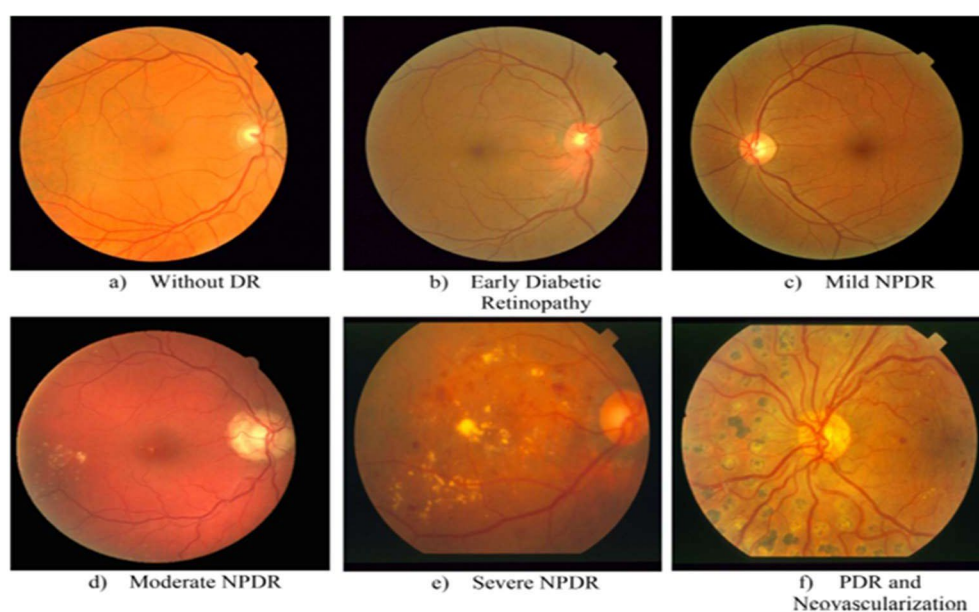 a) Without DR
b) Early Diabetic
Retinopathy
c) Mild NPDR
d) Moderate NPDR
e) Severe NPDR
f) PDR and
Neovascularization